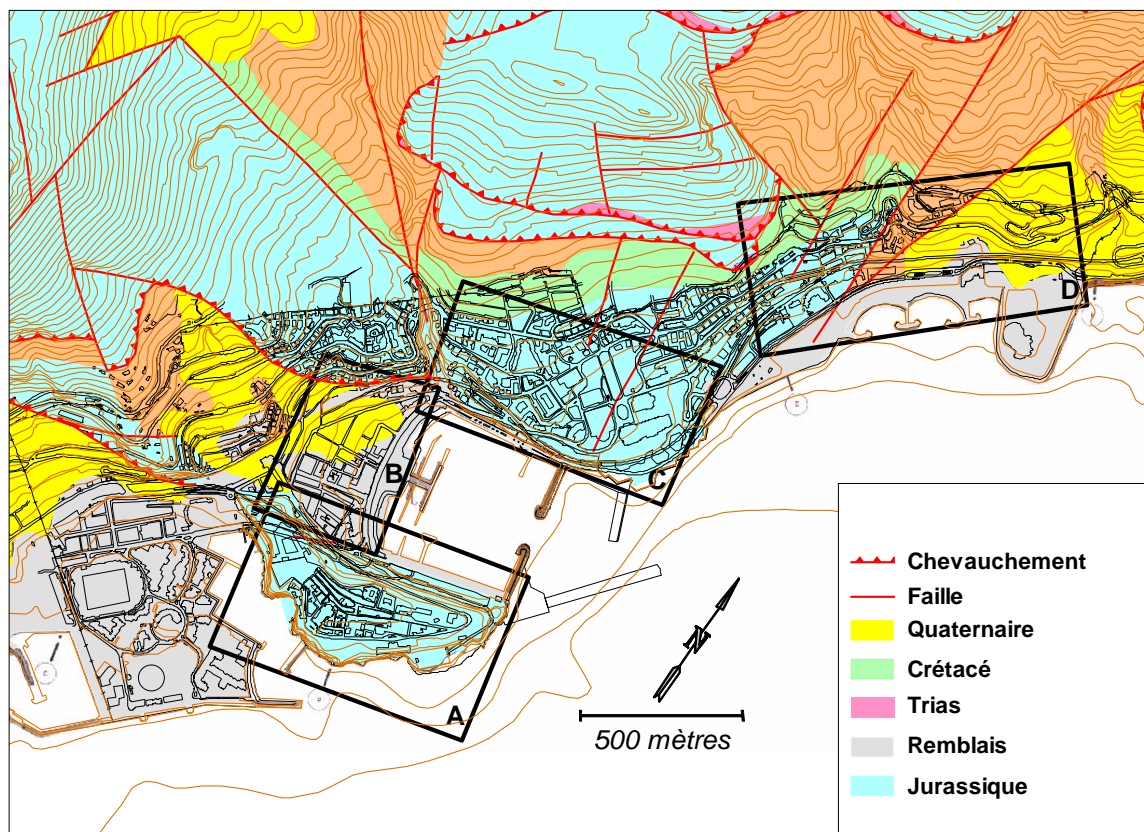 D
B
C
A
N
500 mètres
Chevauchement
Faille
Quaternaire
Crétacé
Trias
Remblais
Jurassique